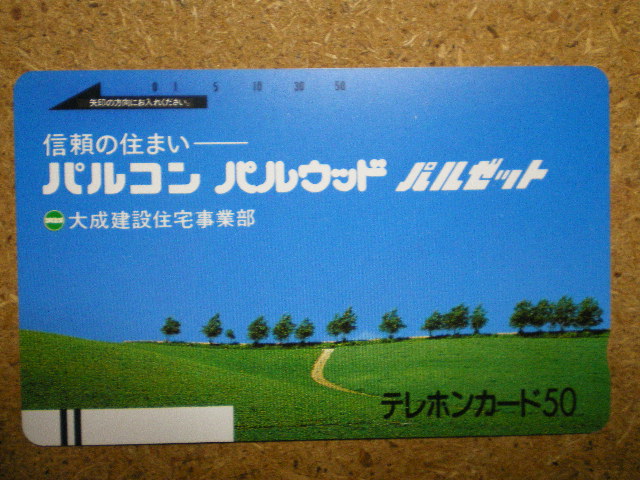 0 1 5 10 30 50
矢印の方向にお入れください。
信頼の住まい——
パルコン パルウッド パルゼット
大成建設住宅事業部
テレホンカード50